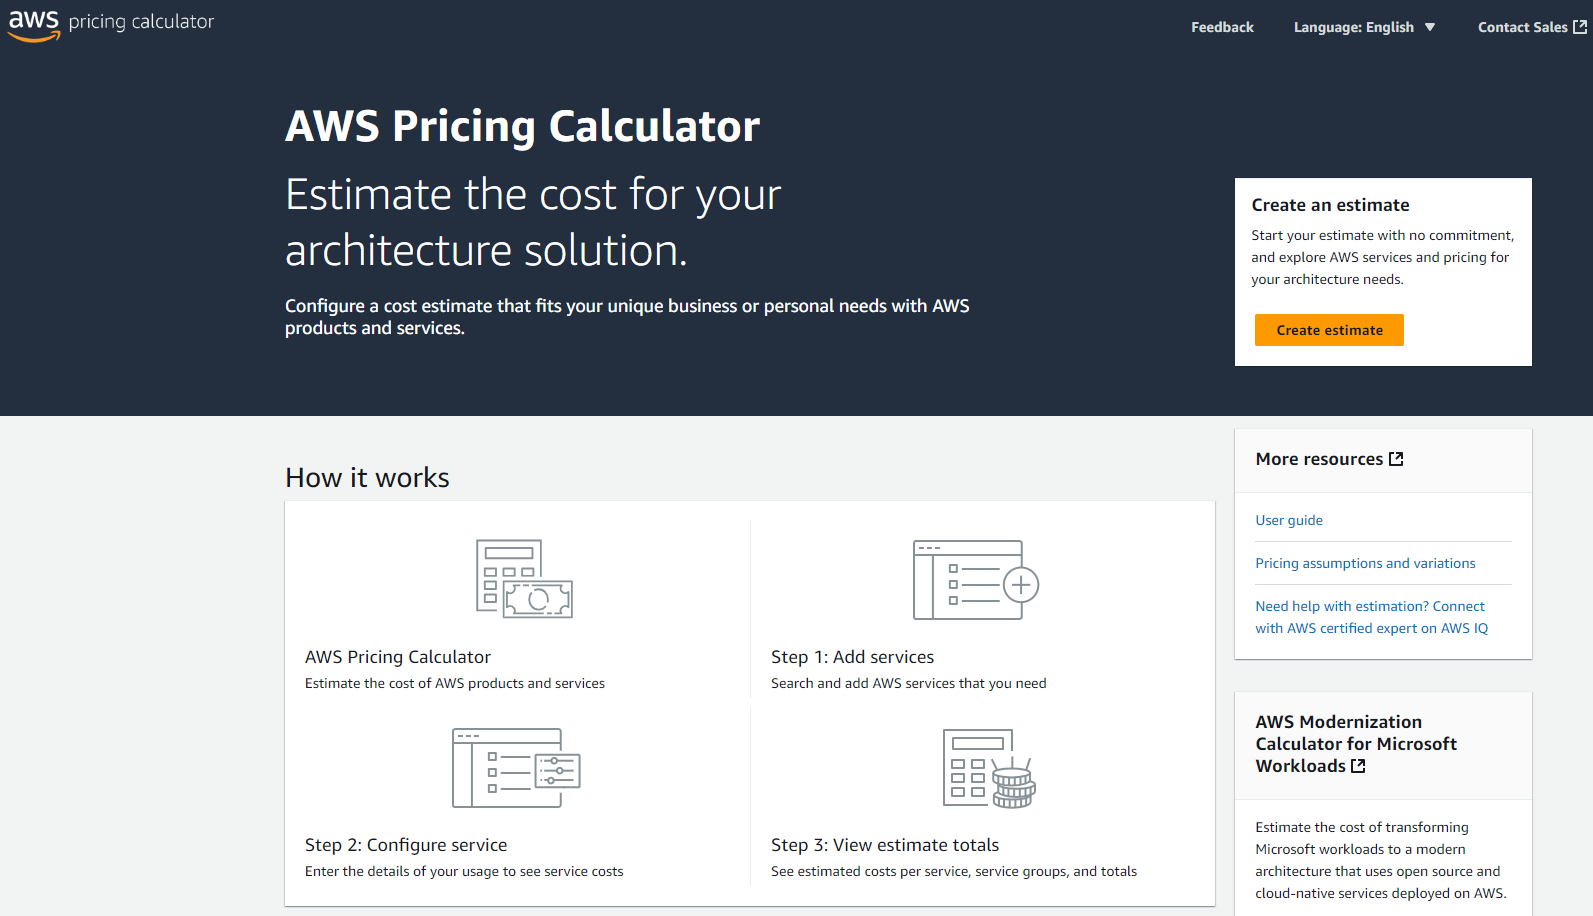 aws pricing calculator
Feedback
Language: English
Contact Sales
AWS Pricing Calculator
Estimate the cost for your
architecture solution.
Configure a cost estimate that fits your unique business or personal needs with AWS
products and services.
Create an estimate
Start your estimate with no commitment,
and explore AWS services and pricing for
your architecture needs.
Create estimate
How it works
AWS Pricing Calculator
Estimate the cost of AWS products and services
Step 1: Add services
Search and add AWS services that you need
Step 2: Configure service
Enter the details of your usage to see service costs
Step 3: View estimate totals
See estimated costs per service, service groups, and totals
More resources
User guide
Pricing assumptions and variations
Need help with estimation? Connect
with AWS certified expert on AWS IQ
AWS Modernization
Calculator for Microsoft
Workloads
Estimate the cost of transforming
Microsoft workloads to a modern
architecture that uses open source and
cloud-native services deployed on AWS.